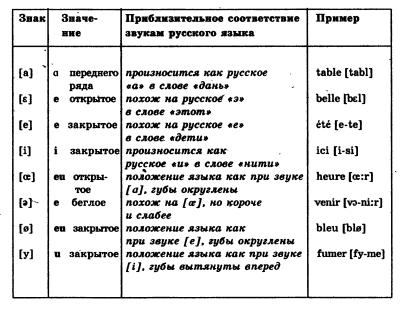 Знак Значе- Приблизительное соответствие Пример
ние звукам русского языка
[a] а переднего произносится как русское table [tabl]
ряда «а» в слове «дань»
[ɛ] е открытое похож на русское «э» belle [bɛl]
в слове «этот»
[e] е закрытое похож на русское «е» été [e-te]
в слове «дети»
[i] i закрытое произносится как ici [i-si]
русское «и» в слове «нити»
[œ] eu откры- положение языка как при звуке heure [œ:r]
тое [a], губы округлены
[ə] е беглое похож на [œ], но короче venir [və-ni:r]
и слабее
[ø] eu закрытое положение языка как bleu [blø]
при звуке [e], губы округлены
[y] u закрытое положение языка как при звуке fumer [fy-me]
[i], губы вытянуты вперед